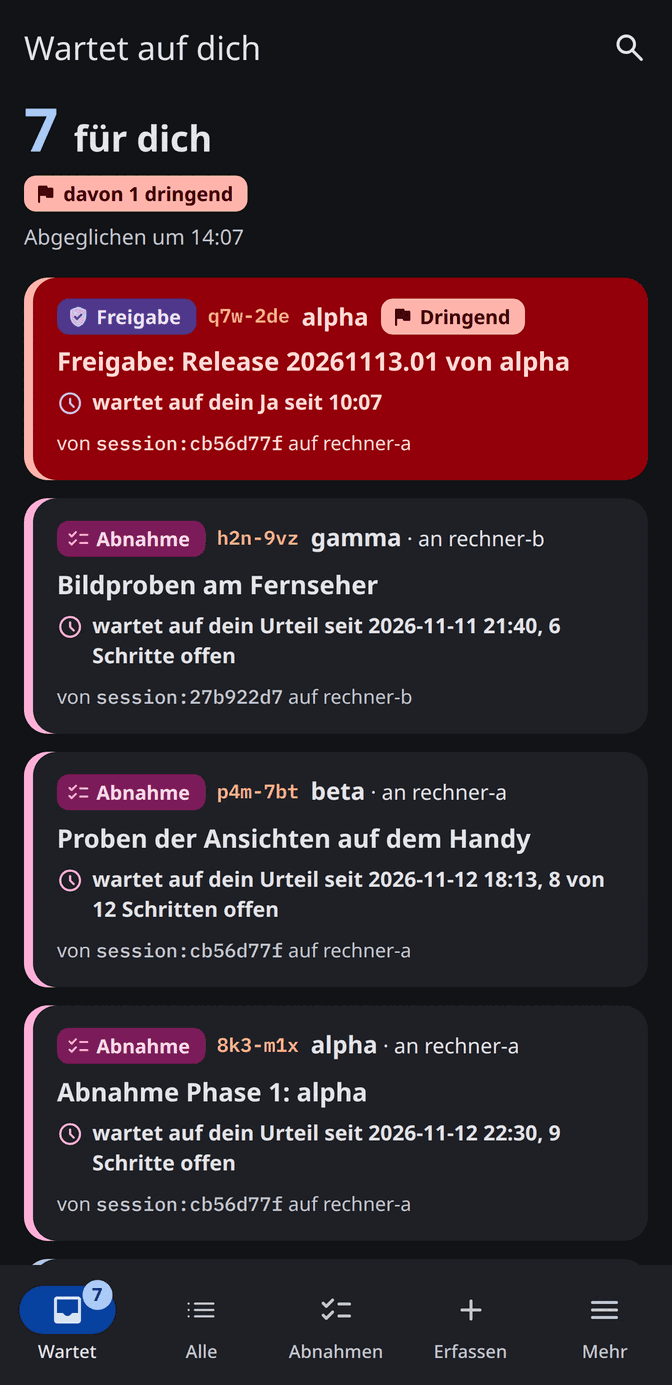 Wartet auf dich
7 für dich
davon 1 dringend
Abgeglichen um 14:07
Freigabe q7w-2de alpha Dringend
Freigabe: Release 20261113.01 von alpha
wartet auf dein Ja seit 10:07
von session:cb56d77f auf rechner-a
Abnahme h2n-9vz gamma · an rechner-b
Bildproben am Fernseher
wartet auf dein Urteil seit 2026-11-11 21:40, 6
Schritte offen
von session:27b922d7 auf rechner-b
Abnahme p4m-7bt beta · an rechner-a
Proben der Ansichten auf dem Handy
wartet auf dein Urteil seit 2026-11-12 18:13, 8 von
12 Schritten offen
von session:cb56d77f auf rechner-a
Abnahme 8k3-m1x alpha · an rechner-a
Abnahme Phase 1: alpha
wartet auf dein Urteil seit 2026-11-12 22:30, 9
Schritte offen
von session:cb56d77f auf rechner-a
7
Wartet Alle Abnahmen Erfassen Mehr